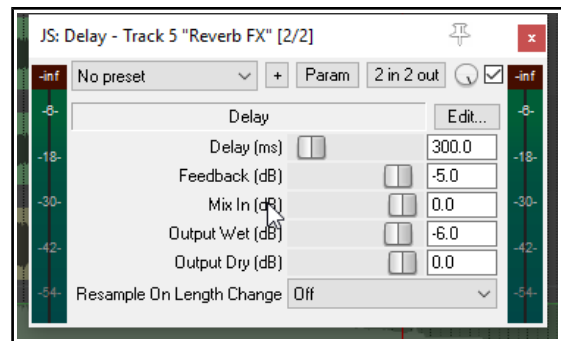 JS: Delay - Track 5 "Reverb FX" [2/2] x
-inf No preset + Param 2 in 2 out -inf
-6- Delay Edit... -6-
Delay (ms) 300.0
-18- -18-
Feedback (dB) -5.0
-30- Mix In (dB) 0.0 -30-
Output Wet (dB) -6.0
-42- -42-
Output Dry (dB) 0.0
-54- Resample On Length Change Off -54-